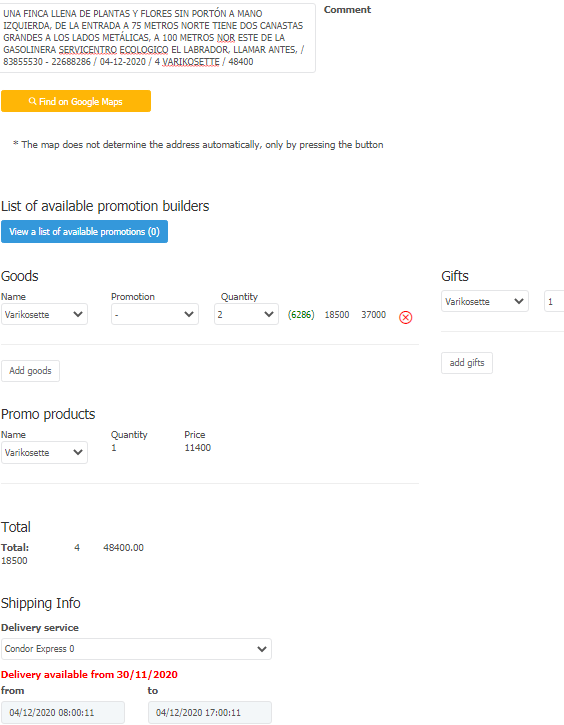 UNA FINCA LLENA DE PLANTAS Y FLORES SIN PORTÓN A MANO
IZQUIERDA, DE LA ENTRADA A 75 METROS NORTE TIENE DOS CANASTAS
GRANDES A LOS LADOS METÁLICAS, A 100 METROS NOR ESTE DE LA
GASOLINERA SERVICENTRO ECOLOGICO EL LABRADOR, LLAMAR ANTES, /
83855530 - 22688286 / 04-12-2020 / 4 VARIKOSETTE / 48400
Comment
Find on Google Maps
* The map does not determine the address automatically, only by pressing the button
List of available promotion builders
View a list of available promotions (0)
Goods
Name Promotion Quantity
Varikosette - 2 (6286) 18500 37000
Add goods
Gifts
Varikosette 1
add gifts
Promo products
Name Quantity Price
Varikosette 1 11400
Total
Total: 4 48400.00
18500
Shipping Info
Delivery service
Condor Express 0
Delivery available from 30/11/2020
from to
04/12/2020 08:00:11 04/12/2020 17:00:11